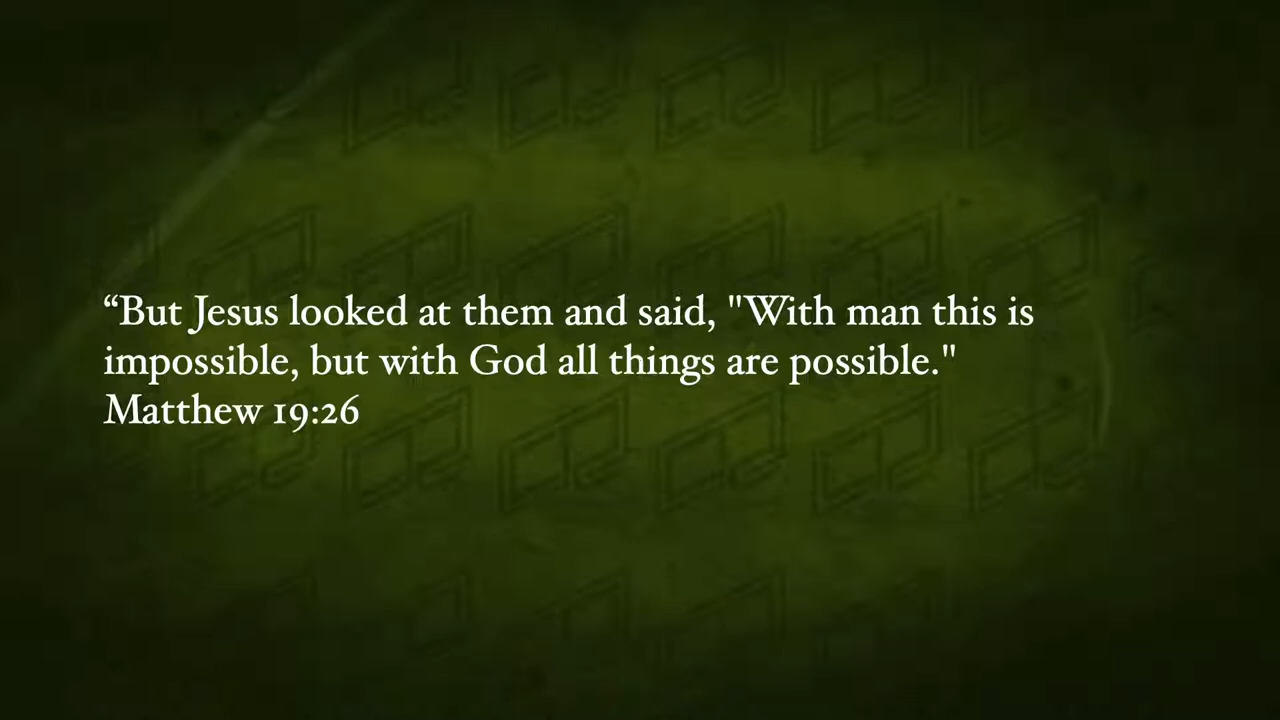 “But Jesus looked at them and said, "With man this is
impossible, but with God all things are possible."
Matthew 19:26